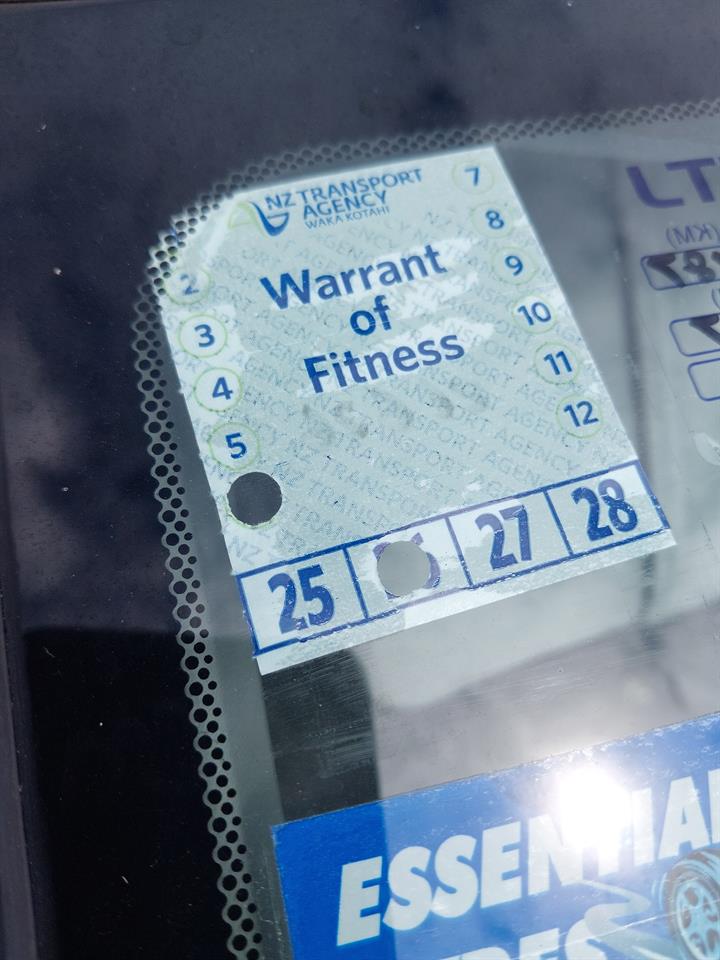 NZ TRANSPORT
AGENCY
WAKA KOTAHI
Warrant
of
Fitness
2
3
4
5
7
8
9
10
11
12
25
27
28
LT
(KM)
ESSENTIAL